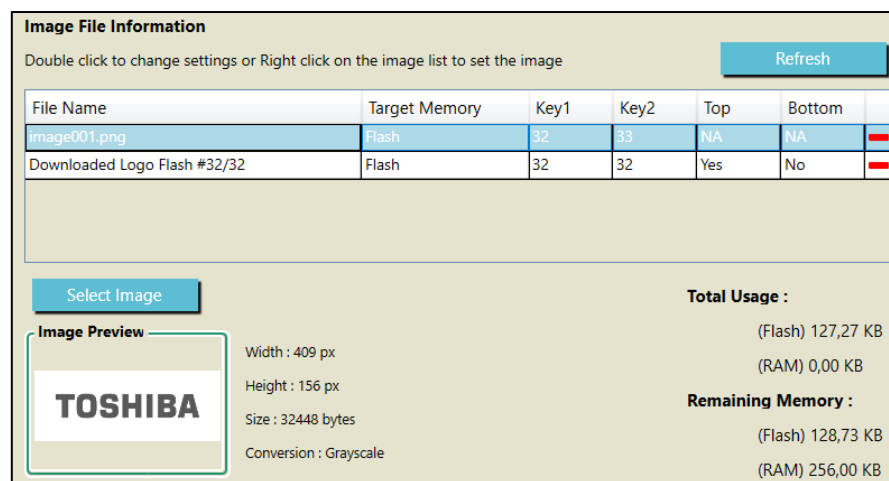 Image File Information
Double click to change settings or Right click on the image list to set the image
Refresh
File Name Target Memory Key1 Key2 Top Bottom
image001.png Flash 32 33 NA NA
Downloaded Logo Flash #32/32 Flash 32 32 Yes No
Select Image
Total Usage :
Image Preview
(Flash) 127,27 KB
Width : 409 px
(RAM) 0,00 KB
Height : 156 px
TOSHIBA
Remaining Memory :
Size : 32448 bytes
(Flash) 128,73 KB
Conversion : Grayscale
(RAM) 256,00 KB